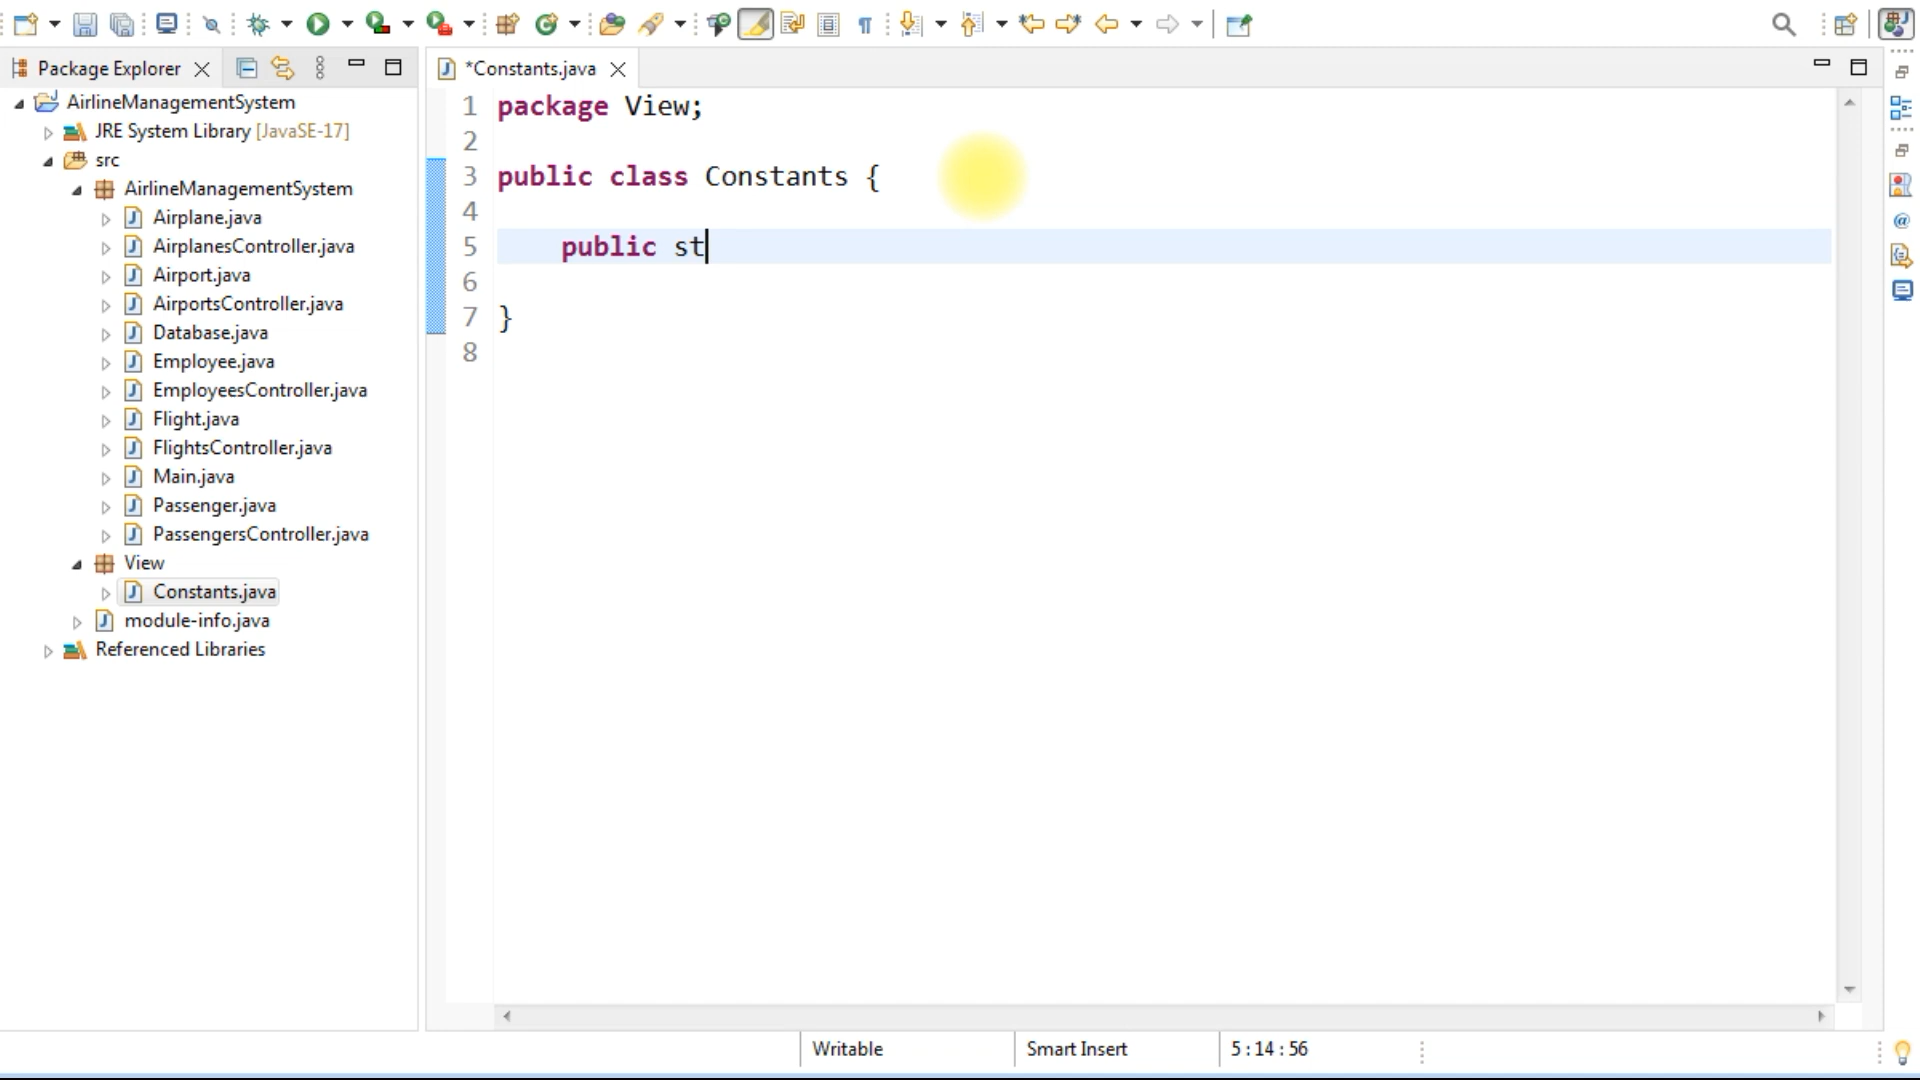 Package Explorer
*Constants.java
AirlineManagementSystem
JRE System Library [JavaSE-17]
src
AirlineManagementSystem
Airplane.java
AirplanesController.java
Airport.java
AirportsController.java
Database.java
Employee.java
EmployeesController.java
Flight.java
FlightsController.java
Main.java
Passenger.java
PassengersController.java
View
Constants.java
module-info.java
Referenced Libraries
1 package View;
2
3 public class Constants {
4
5 public st
6
7 }
8
Writable
Smart Insert
5 : 14 : 56